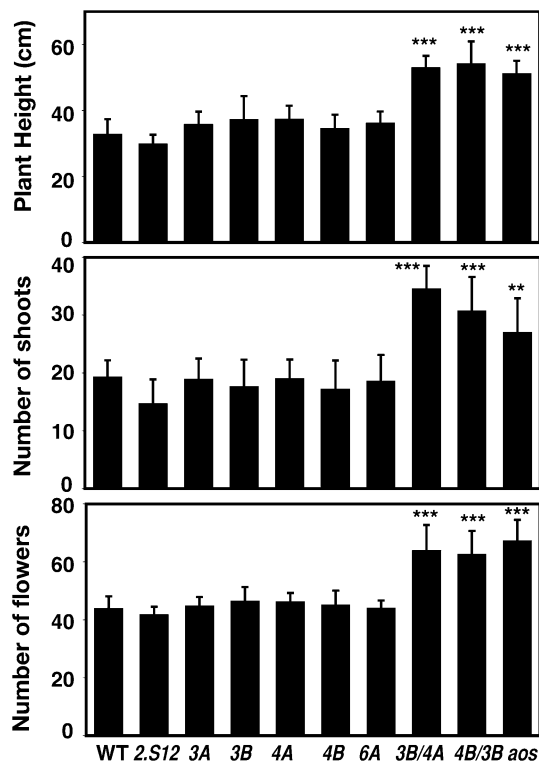 Plant Height (cm)
60
40
20
0
*** *** ***
Number of shoots
40
30
20
10
0
*** *** **
Number of flowers
80
60
40
20
0
*** *** ***
WT 2.S12 3A 3B 4A 4B 6A 3B/4A 4B/3B aos